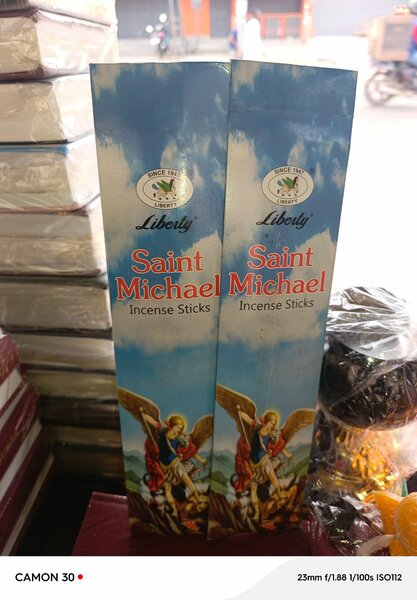 SINCE 1947
LIBERTY
Liberty®
Saint
Michael
Incense Sticks
SINCE 1947
LIBERTY
Liberty®
Saint
Michael
Incense Sticks
CAMON 30
23mm f/1.88 1/100s ISO112